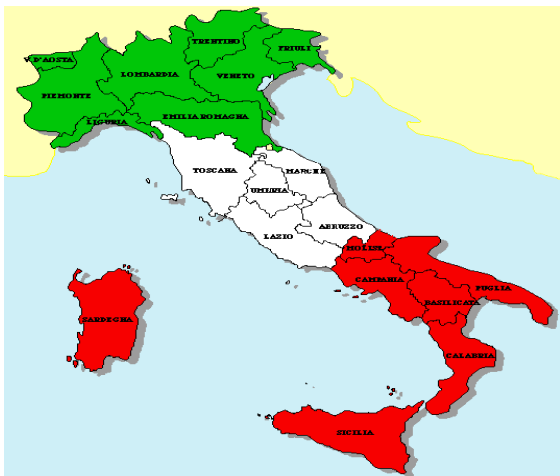 TRENTINO
FRIULI
V.D'AOSTA
LOMBARDIA
VENETO
PIEMONTE
EMILIA ROMAGNA
LIGURIA
TOSCANA
MARCHE
UMBRIA
ABRUZZO
LAZIO
MOLISE
CAMPANIA
PUGLIA
BASILICATA
SARDEGNA
CALABRIA
SICILIA